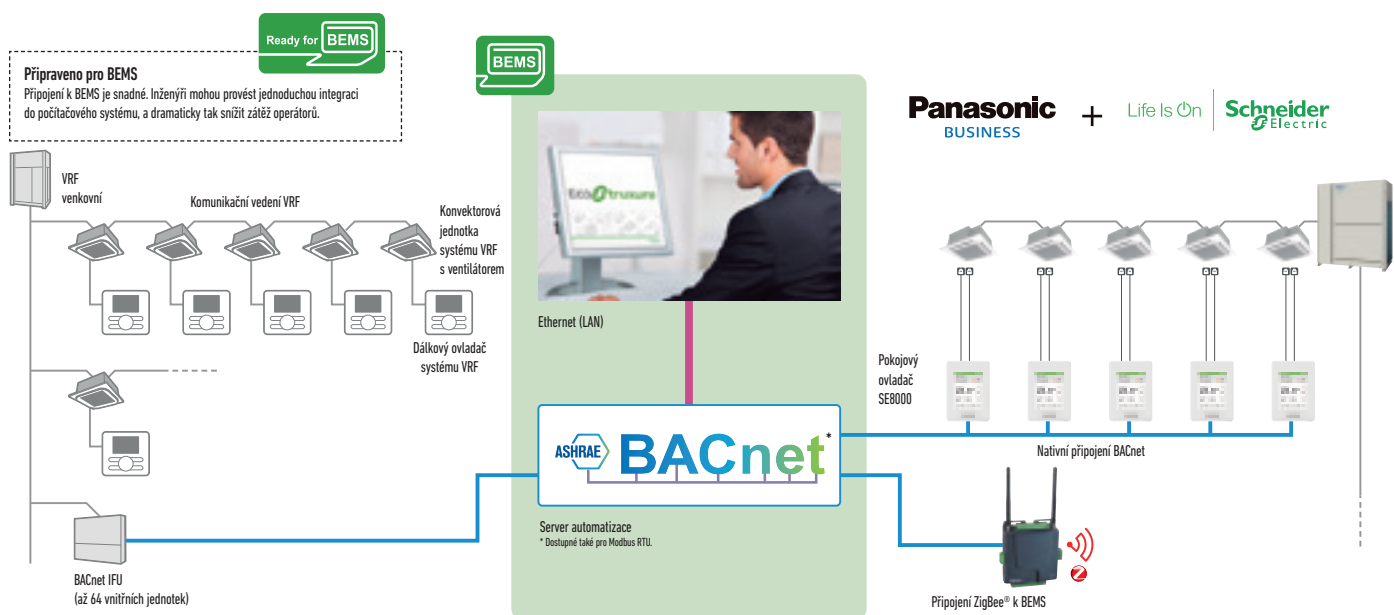 Ready for BEMS
Připraveno pro BEMS
Připojení k BEMS je snadné. Inženýři mohou provést jednoduchou integraci
do počítačového systému, a dramaticky tak snížit zátěž operátorů.
VRF
venkovní
Komunikační vedení VRF
Konvektorová
jednotka
systému VRF
s ventilátorem
Dálkový ovladač
systému VRF
BACnet IFU
(až 64 vnitřních jednotek)
BEMS
EcoStruxure
Ethernet (LAN)
ASHRAE BACnet*
Server automatizace
* Dostupné také pro Modbus RTU.
Panasonic
BUSINESS
+
Life Is On
Schneider
Electric
Pokojový
ovladač
SE8000
Nativní připojení BACnet
Připojení ZigBee® k BEMS